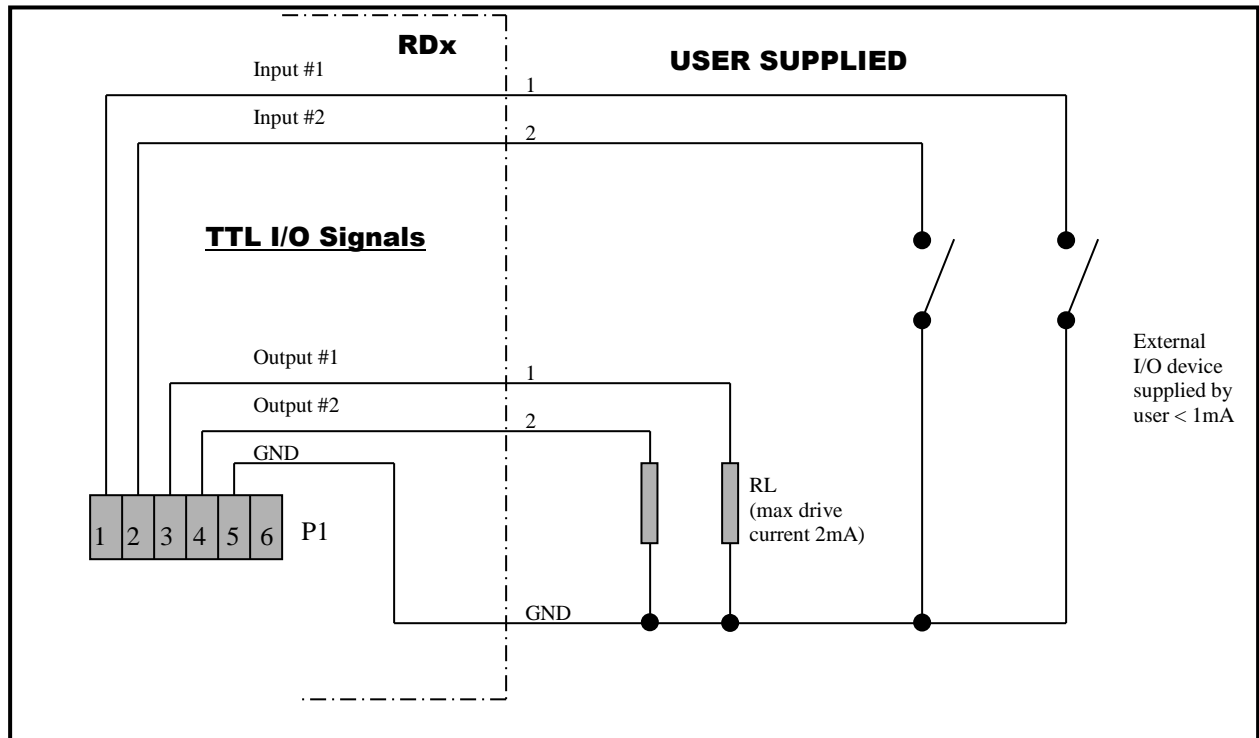 RDx
USER SUPPLIED
Input #1
1
Input #2
2
TTL I/O Signals
Output #1
1
Output #2
2
GND
1 2 3 4 5 6
P1
RL
(max drive
current 2mA)
External
I/O device
supplied by
user < 1mA
GND